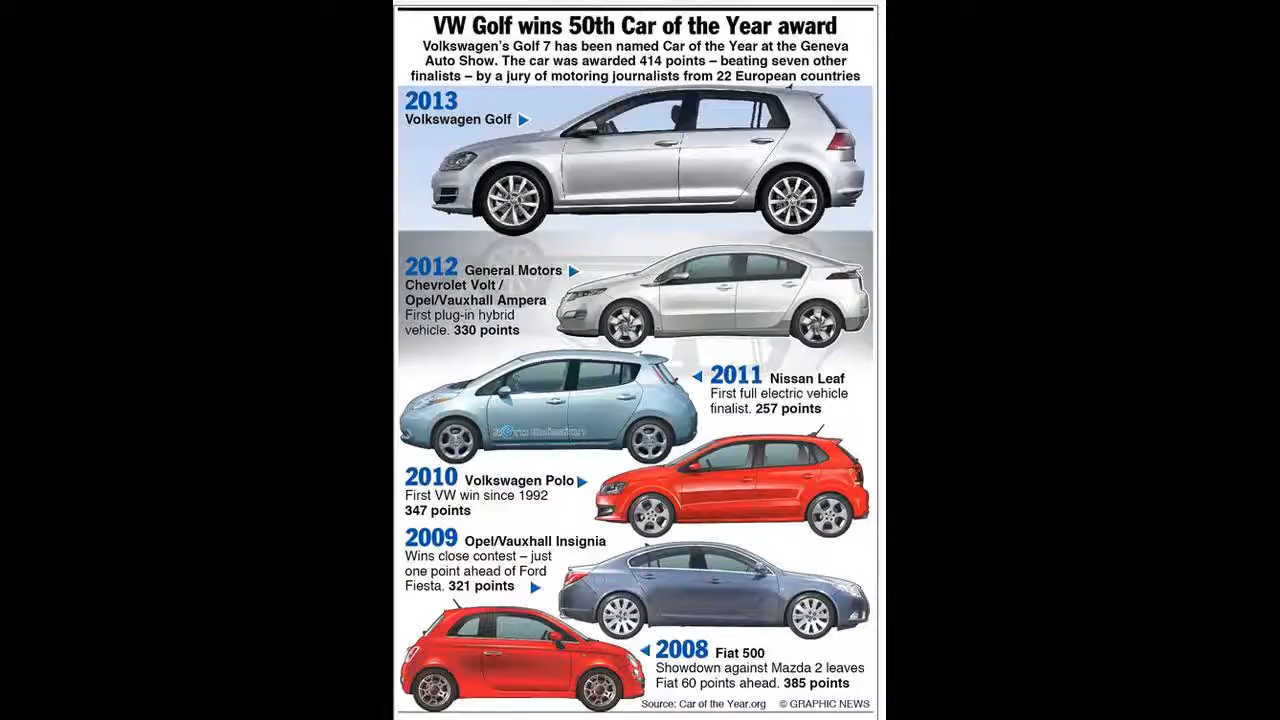 VW Golf wins 50th Car of the Year award
Volkswagen's Golf 7 has been named Car of the Year at the Geneva
Auto Show. The car was awarded 414 points – beating seven other
finalists – by a jury of motoring journalists from 22 European countries
2013
Volkswagen Golf
2012 General Motors
Chevrolet Volt /
Opel/Vauxhall Ampera
First plug-in hybrid
vehicle. 330 points
2011 Nissan Leaf
First full electric vehicle
finalist. 257 points
zero Emission
2010 Volkswagen Polo
First VW win since 1992
347 points
2009 Opel/Vauxhall Insignia
Wins close contest – just
one point ahead of Ford
Fiesta. 321 points
2008 Fiat 500
Showdown against Mazda 2 leaves
Fiat 60 points ahead. 385 points
Source: Car of the Year.org © GRAPHIC NEWS